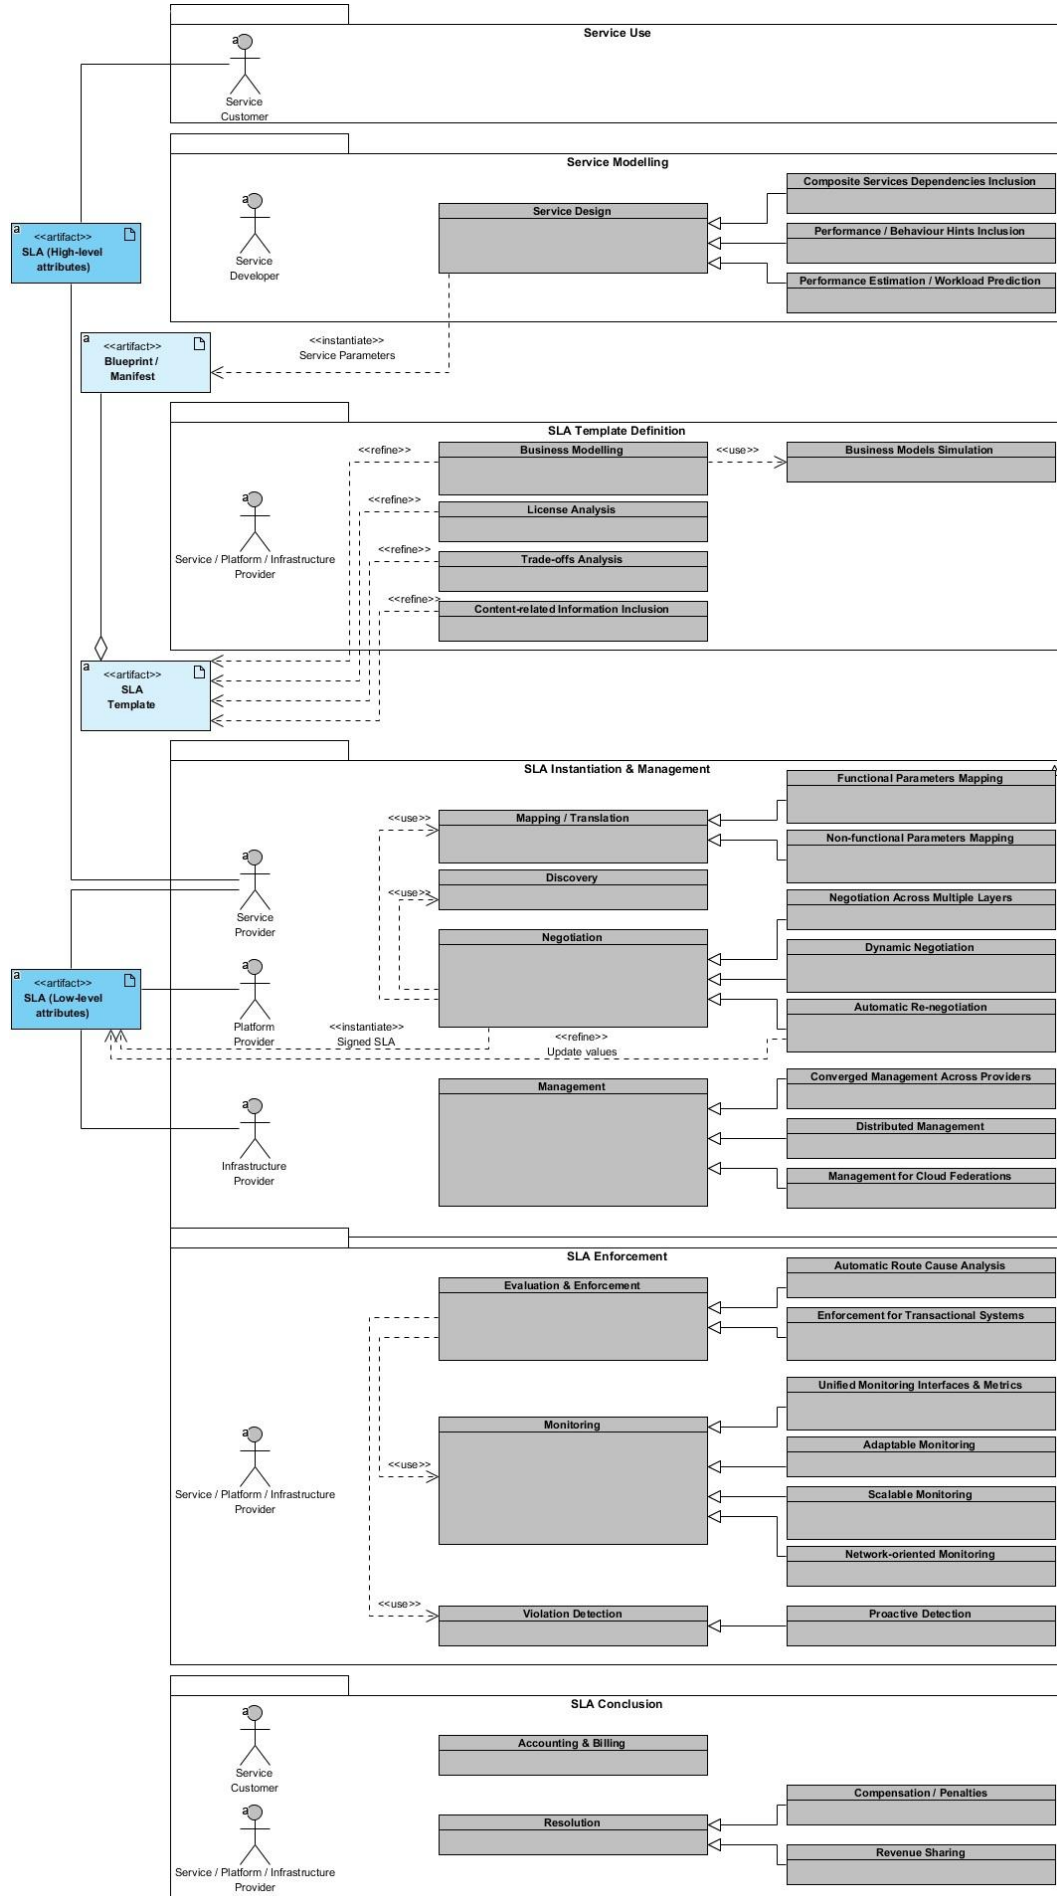 Service Use
a
Service
Customer
Service Modelling
a
Service
Developer
Service Design
Composite Services Dependencies Inclusion
Performance / Behaviour Hints Inclusion
Performance Estimation / Workload Prediction
a
<<artifact>>
SLA (High-level
attributes)
a
<<artifact>>
Blueprint /
Manifest
<<instantiate>>
Service Parameters
SLA Template Definition
<<refine>>
Business Modelling
<<use>>
Business Models Simulation
<<refine>>
License Analysis
a
Service / Platform / Infrastructure
Provider
<<refine>>
Trade-offs Analysis
<<refine>>
Content-related Information Inclusion
a
<<artifact>>
SLA
Template
SLA Instantiation & Management
Functional Parameters Mapping
<<use>>
Mapping / Translation
Non-functional Parameters Mapping
a
Service
Provider
<<use>>
Discovery
Negotiation Across Multiple Layers
Negotiation
Dynamic Negotiation
a
<<artifact>>
SLA (Low-level
attributes)
a
Platform
Provider
Automatic Re-negotiation
<<instantiate>>
Signed SLA
<<refine>>
Update values
a
Infrastructure
Provider
Management
Converged Management Across Providers
Distributed Management
Management for Cloud Federations
SLA Enforcement
Evaluation & Enforcement
Automatic Route Cause Analysis
Enforcement for Transactional Systems
a
Service / Platform / Infrastructure
Provider
<<use>>
Monitoring
Unified Monitoring Interfaces & Metrics
Adaptable Monitoring
Scalable Monitoring
Network-oriented Monitoring
<<use>>
Violation Detection
Proactive Detection
SLA Conclusion
a
Service
Customer
Accounting & Billing
a
Service / Platform / Infrastructure
Provider
Resolution
Compensation / Penalties
Revenue Sharing